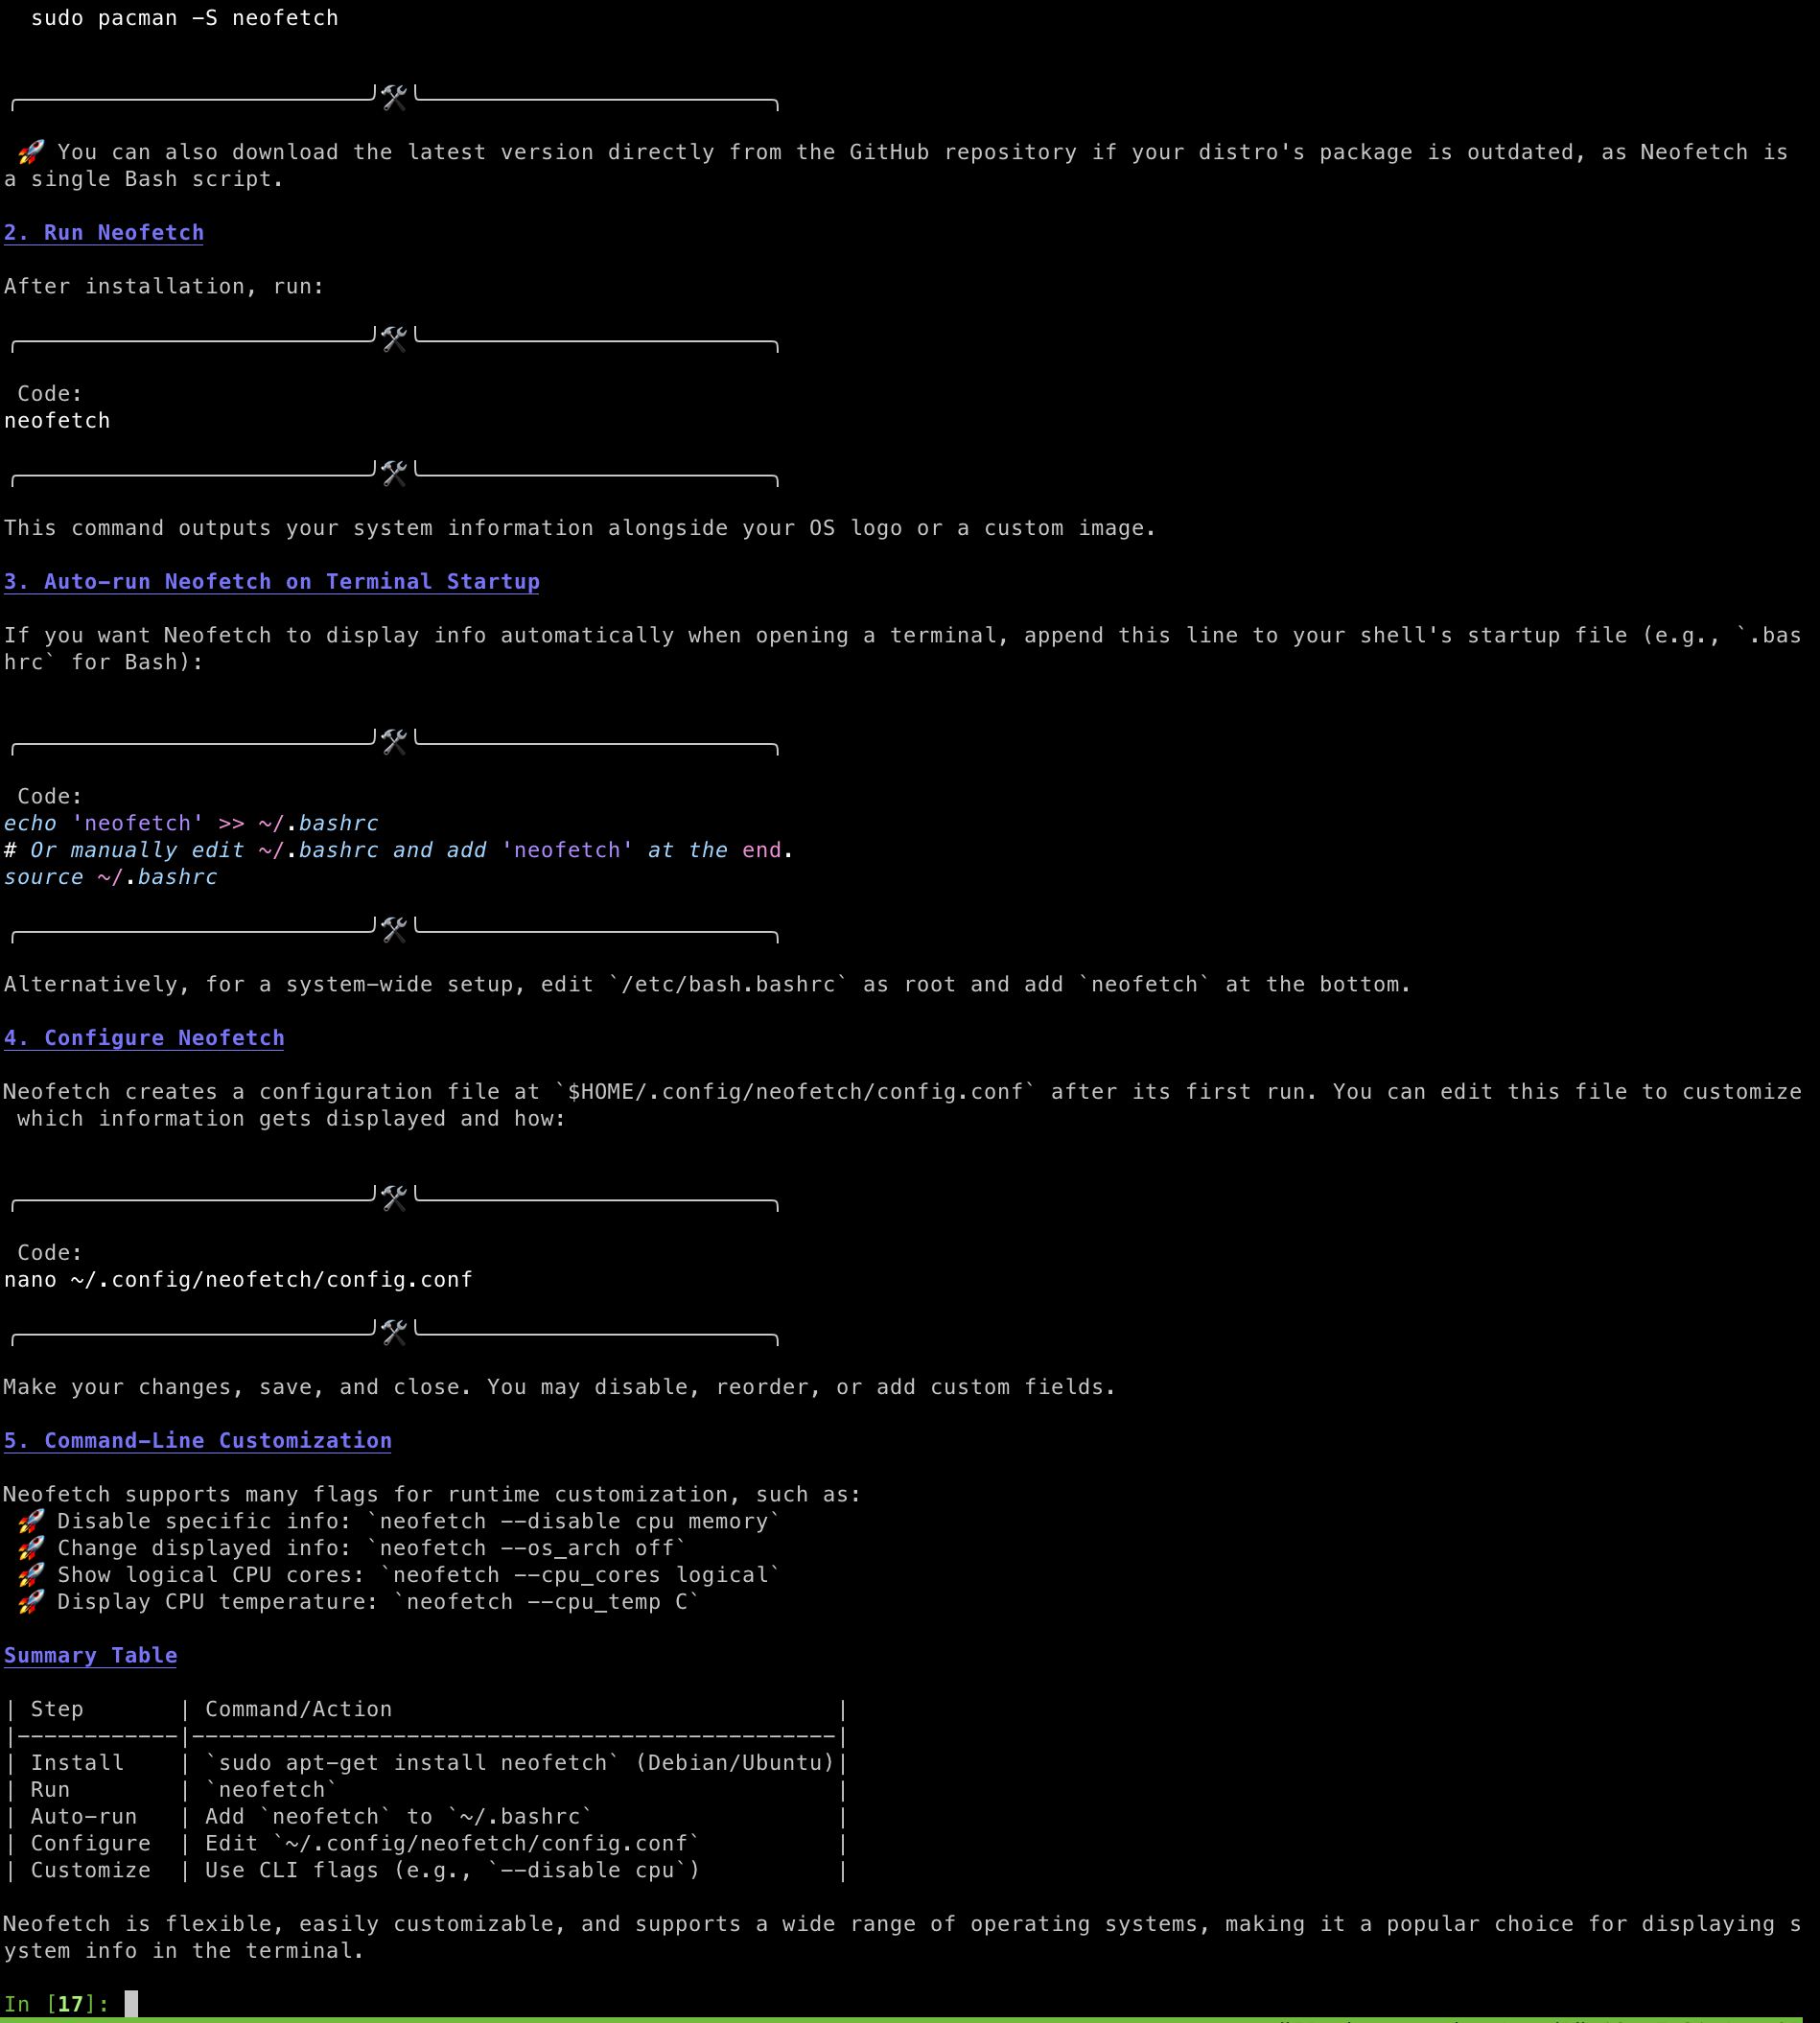 sudo pacman -S neofetch
🚀 You can also download the latest version directly from the GitHub repository if your distro's package is outdated, as Neofetch is
a single Bash script.
2. Run Neofetch
After installation, run:
Code:
neofetch
This command outputs your system information alongside your OS logo or a custom image.
3. Auto-run Neofetch on Terminal Startup
If you want Neofetch to display info automatically when opening a terminal, append this line to your shell's startup file (e.g., `.bas
hrc` for Bash):
Code:
echo 'neofetch' >> ~/.bashrc
# Or manually edit ~/.bashrc and add 'neofetch' at the end.
source ~/.bashrc
Alternatively, for a system-wide setup, edit `/etc/bash.bashrc` as root and add `neofetch` at the bottom.
4. Configure Neofetch
Neofetch creates a configuration file at `$HOME/.config/neofetch/config.conf` after its first run. You can edit this file to customize
which information gets displayed and how:
Code:
nano ~/.config/neofetch/config.conf
Make your changes, save, and close. You may disable, reorder, or add custom fields.
5. Command-Line Customization
Neofetch supports many flags for runtime customization, such as:
🚀 Disable specific info: `neofetch --disable cpu memory`
🚀 Change displayed info: `neofetch --os_arch off`
🚀 Show logical CPU cores: `neofetch --cpu_cores logical`
🚀 Display CPU temperature: `neofetch --cpu_temp C`
Summary Table
| Step       | Command/Action                                 |
|------------|------------------------------------------------|
| Install    | `sudo apt-get install neofetch` (Debian/Ubuntu)|
| Run        | `neofetch`                                     |
| Auto-run   | Add `neofetch` to `~/.bashrc`                  |
| Configure  | Edit `~/.config/neofetch/config.conf`          |
| Customize  | Use CLI flags (e.g., `--disable cpu`)          |
Neofetch is flexible, easily customizable, and supports a wide range of operating systems, making it a popular choice for displaying s
ystem info in the terminal.
In [17]: